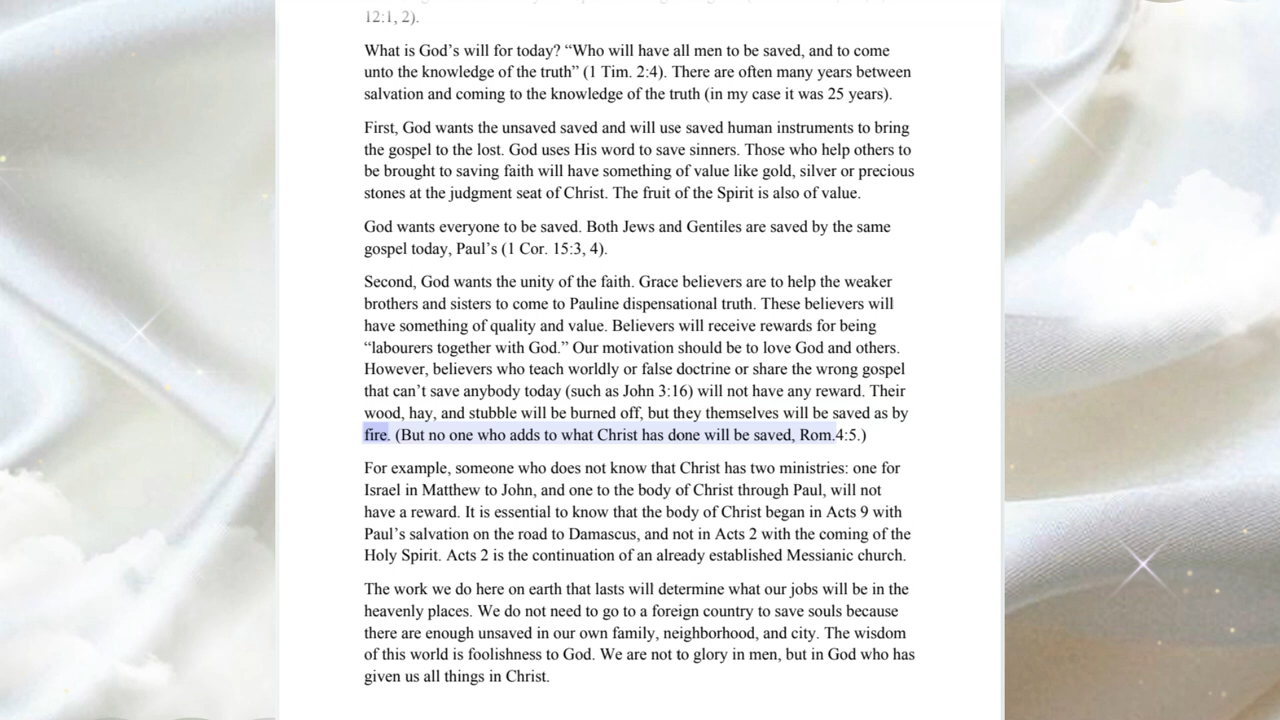 12:1, 2).
What is God’s will for today? “Who will have all men to be saved, and to come
unto the knowledge of the truth” (1 Tim. 2:4). There are often many years between
salvation and coming to the knowledge of the truth (in my case it was 25 years).
First, God wants the unsaved saved and will use saved human instruments to bring
the gospel to the lost. God uses His word to save sinners. Those who help others to
be brought to saving faith will have something of value like gold, silver or precious
stones at the judgment seat of Christ. The fruit of the Spirit is also of value.
God wants everyone to be saved. Both Jews and Gentiles are saved by the same
gospel today, Paul’s (1 Cor. 15:3, 4).
Second, God wants the unity of the faith. Grace believers are to help the weaker
brothers and sisters to come to Pauline dispensational truth. These believers will
have something of quality and value. Believers will receive rewards for being
“labourers together with God.” Our motivation should be to love God and others.
However, believers who teach worldly or false doctrine or share the wrong gospel
that can’t save anybody today (such as John 3:16) will not have any reward. Their
wood, hay, and stubble will be burned off, but they themselves will be saved as by
fire. (But no one who adds to what Christ has done will be saved, Rom.4:5.)
For example, someone who does not know that Christ has two ministries: one for
Israel in Matthew to John, and one to the body of Christ through Paul, will not
have a reward. It is essential to know that the body of Christ began in Acts 9 with
Paul’s salvation on the road to Damascus, and not in Acts 2 with the coming of the
Holy Spirit. Acts 2 is the continuation of an already established Messianic church.
The work we do here on earth that lasts will determine what our jobs will be in the
heavenly places. We do not need to go to a foreign country to save souls because
there are enough unsaved in our own family, neighborhood, and city. The wisdom
of this world is foolishness to God. We are not to glory in men, but in God who has
given us all things in Christ.